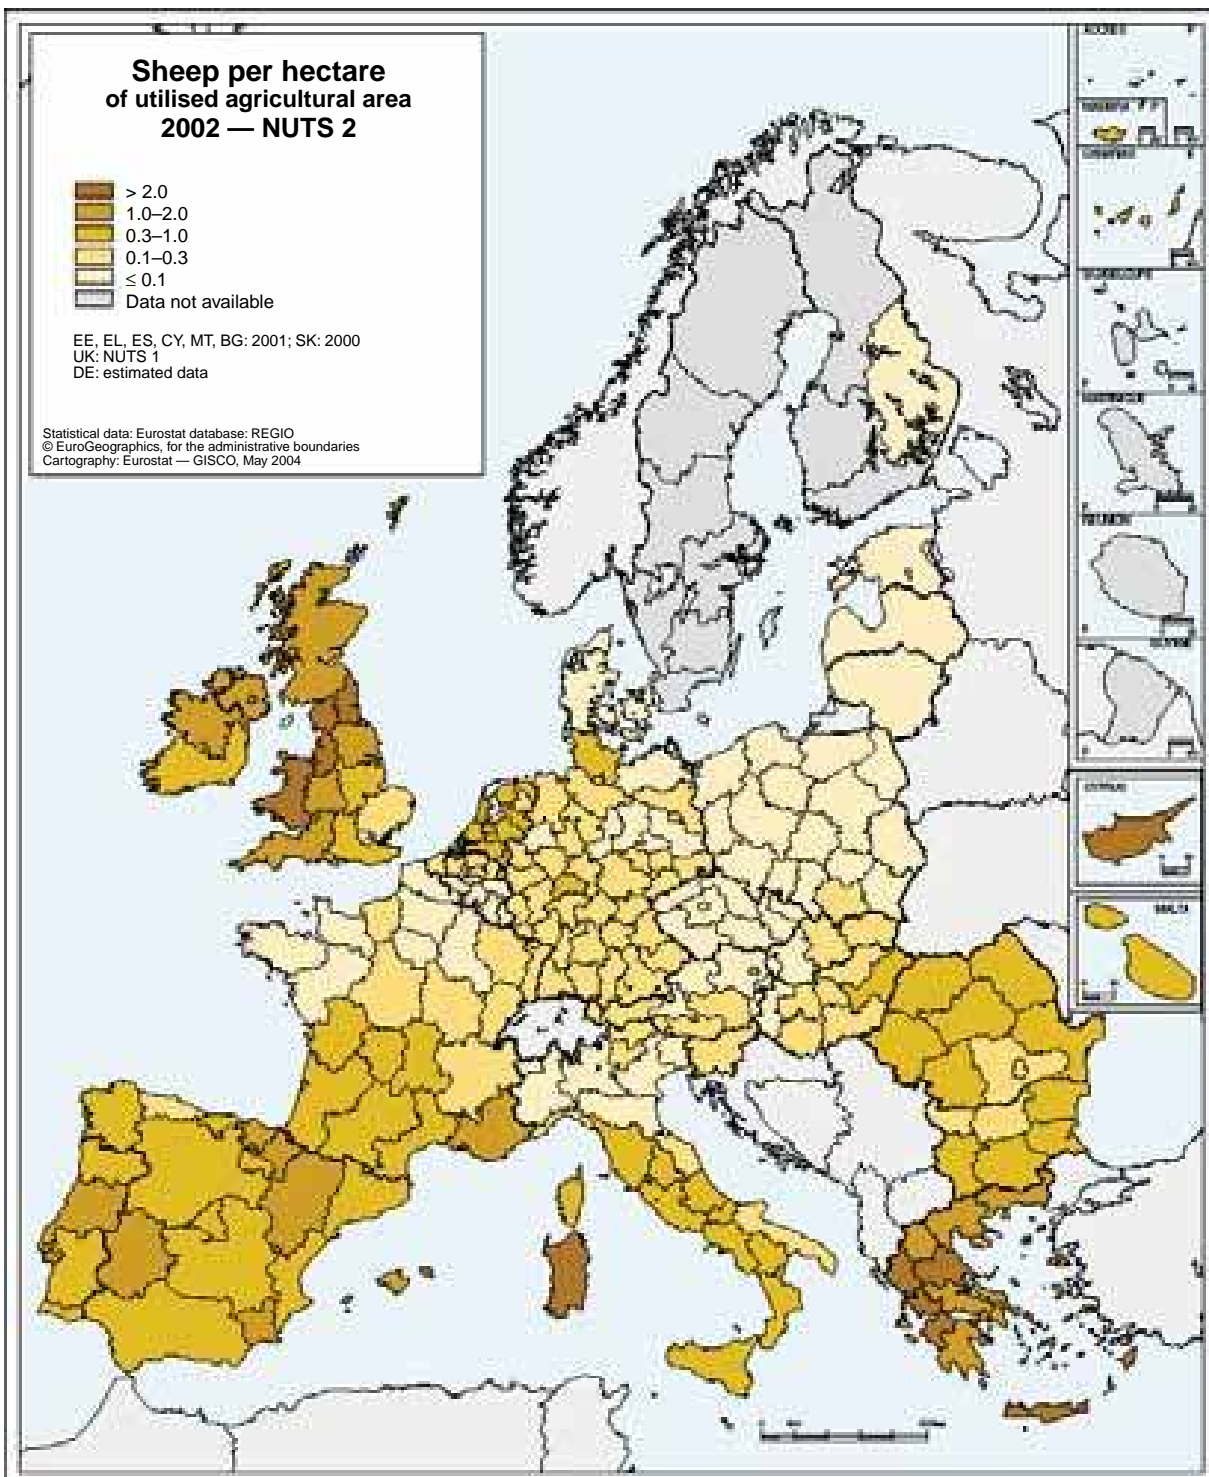 Sheep per hectare
of utilised agricultural area
2002 — NUTS 2
> 2.0
1.0–2.0
0.3–1.0
0.1–0.3
≤ 0.1
Data not available
EE, EL, ES, CY, MT, BG: 2001; SK: 2000
UK: NUTS 1
DE: estimated data
Statistical data: Eurostat database: REGIO
© EuroGeographics, for the administrative boundaries
Cartography: Eurostat — GISCO, May 2004
GUADELOUPE
CYPRUS
MALTA